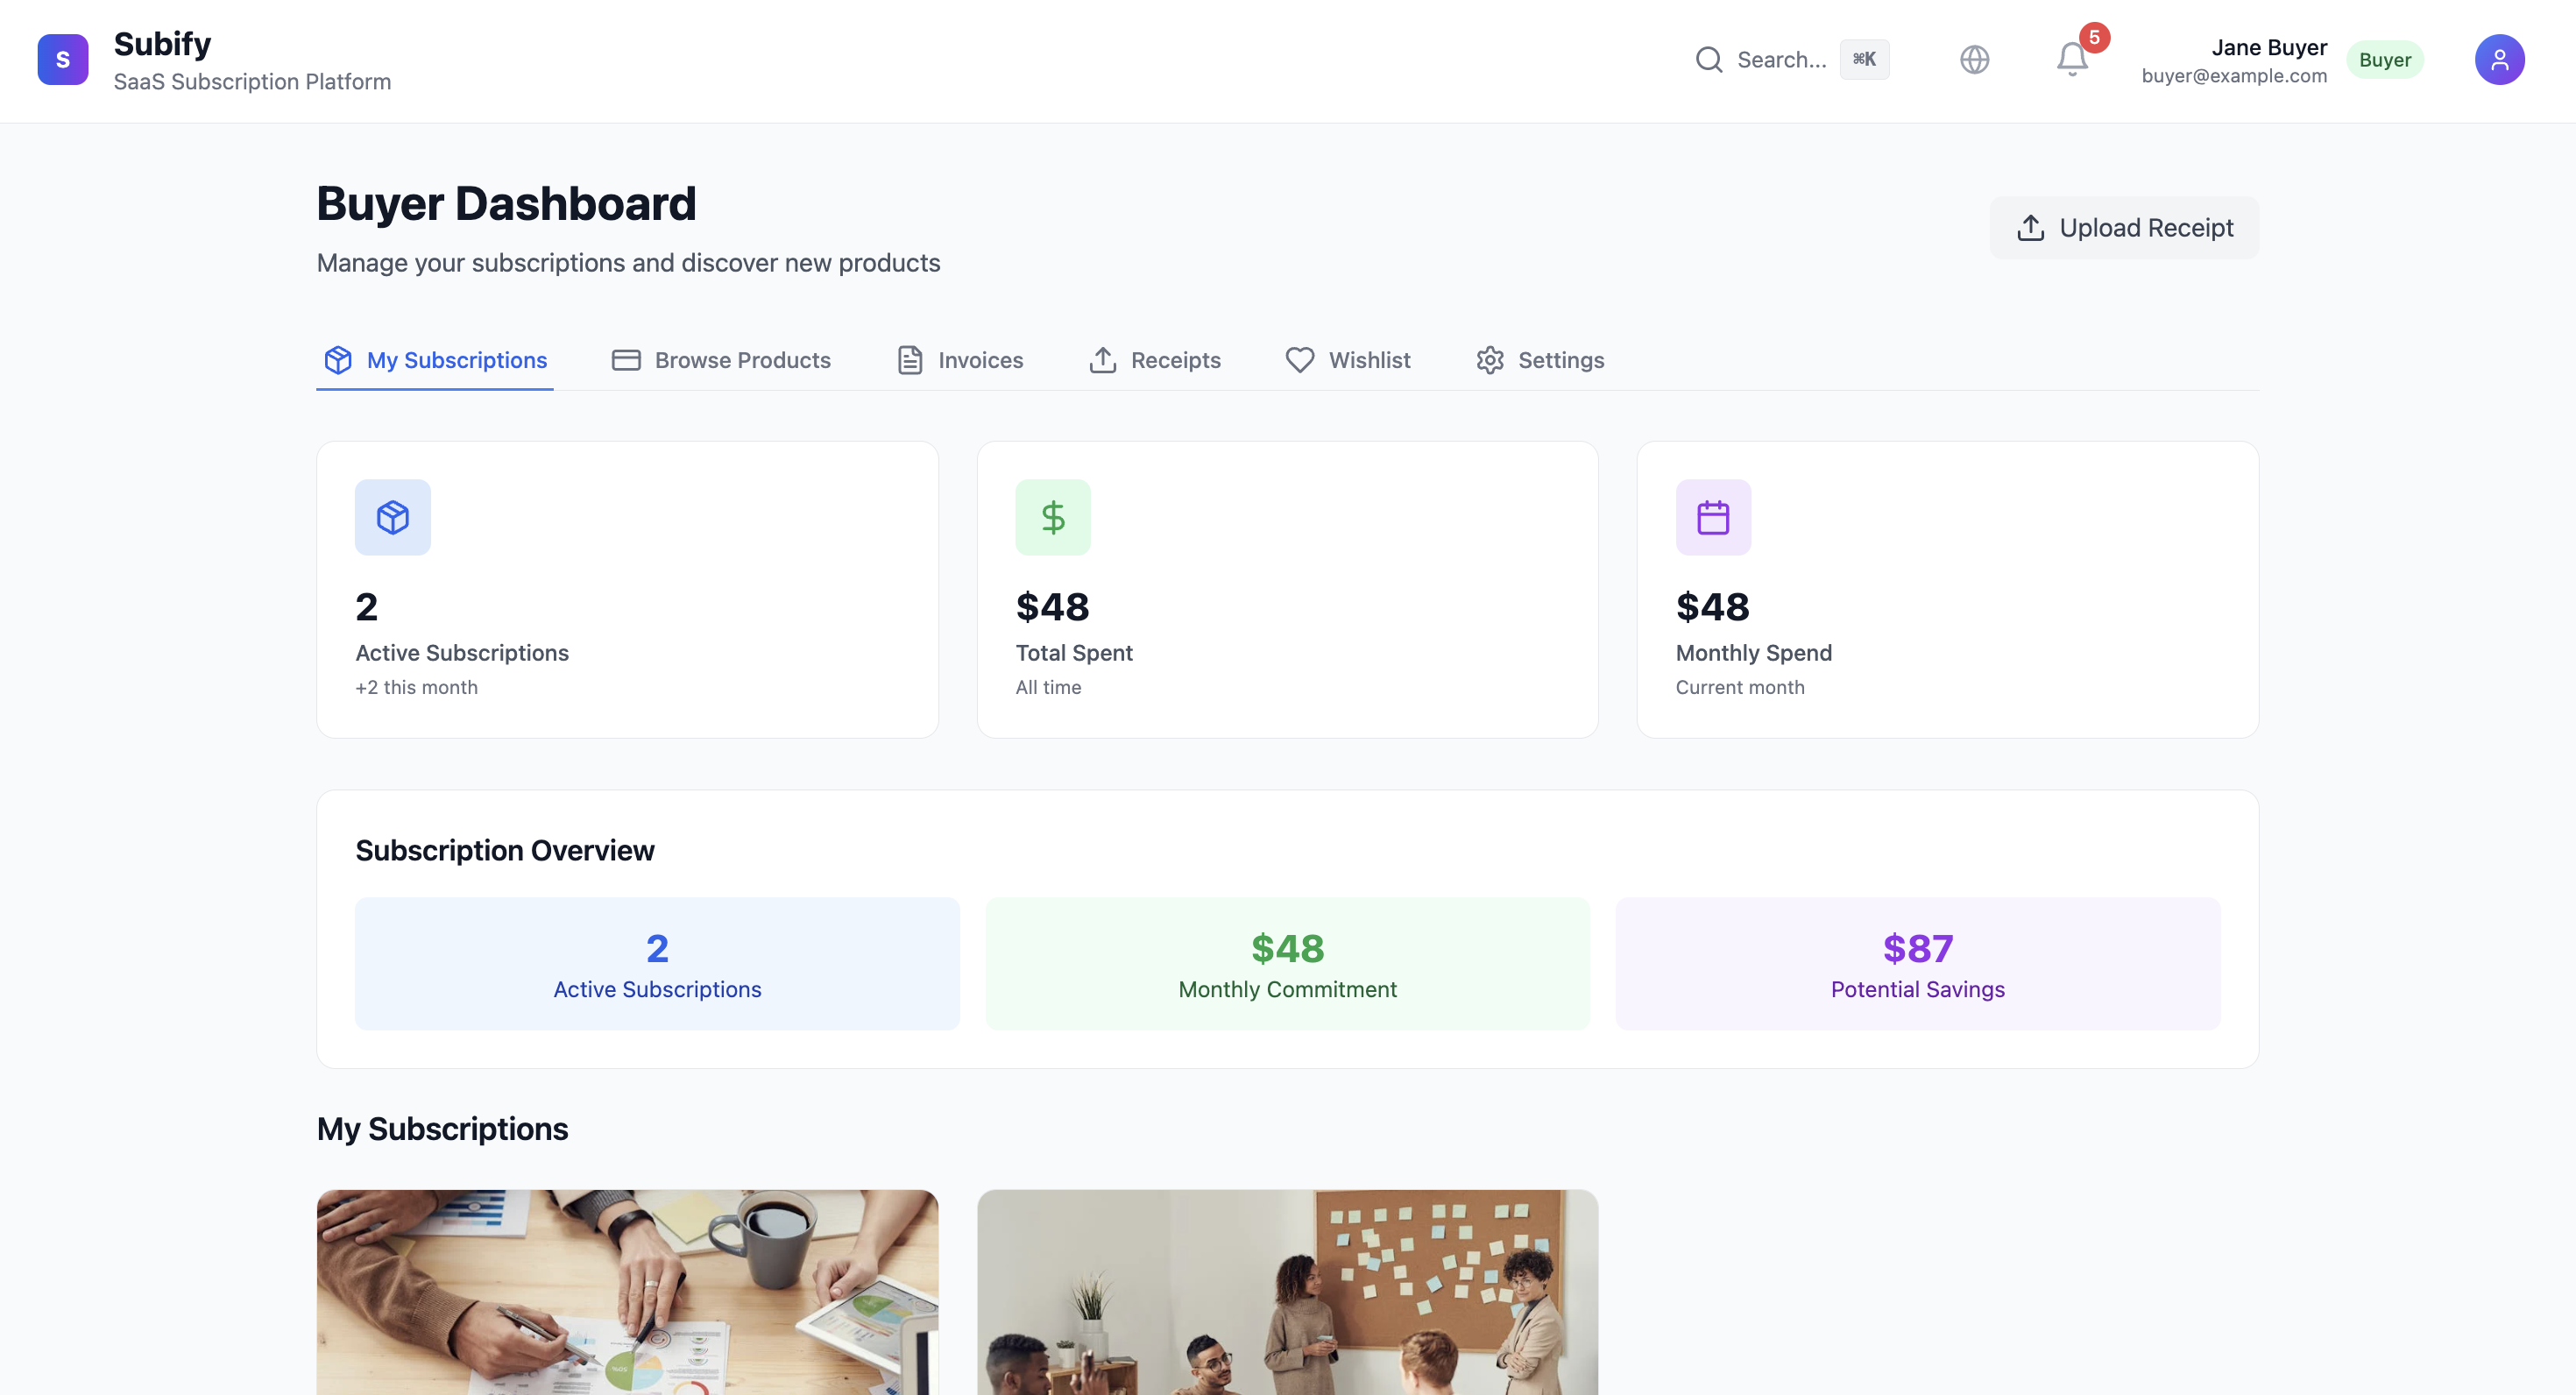 S
Subify
SaaS Subscription Platform
Search...
⌘K
5
Jane Buyer
buyer@example.com
Buyer
Buyer Dashboard
Manage your subscriptions and discover new products
Upload Receipt
My Subscriptions
Browse Products
Invoices
Receipts
Wishlist
Settings
2
Active Subscriptions
+2 this month
$48
Total Spent
All time
$48
Monthly Spend
Current month
Subscription Overview
2
Active Subscriptions
$48
Monthly Commitment
$87
Potential Savings
My Subscriptions